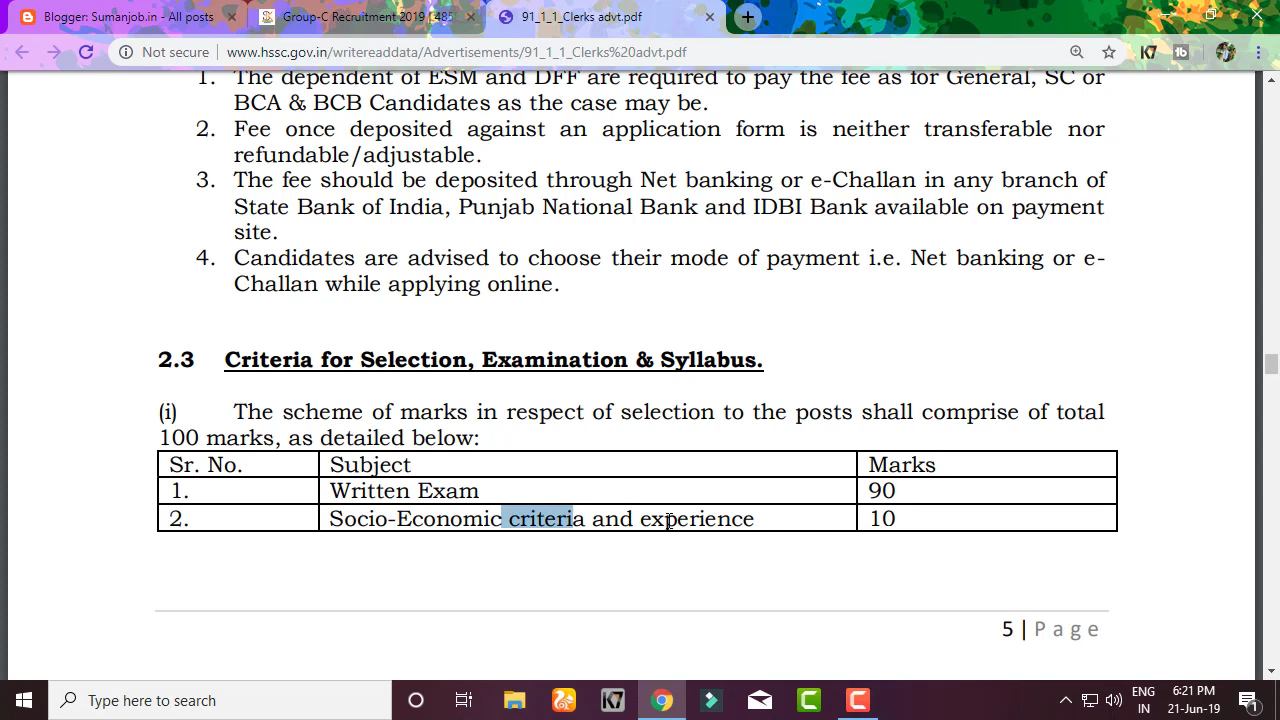 Blogger: Sumanjob.in - All posts
Group-C Recruitment 2019 [485
91_1_1_Clerks advt.pdf
Not secure
www.hssc.gov.in/writereaddata/Advertisements/91_1_1_Clerks%20advt.pdf
1. The dependent of ESM and DFF are required to pay the fee as for General, SC or
BCA & BCB Candidates as the case may be.
2. Fee once deposited against an application form is neither transferable nor
refundable/adjustable.
3. The fee should be deposited through Net banking or e-Challan in any branch of
State Bank of India, Punjab National Bank and IDBI Bank available on payment
site.
4. Candidates are advised to choose their mode of payment i.e. Net banking or e-
Challan while applying online.
2.3 Criteria for Selection, Examination & Syllabus.
(i) The scheme of marks in respect of selection to the posts shall comprise of total
100 marks, as detailed below:
Sr. No. Subject Marks
1. Written Exam 90
2. Socio-Economic criteria and experience 10
5 | Page
Type here to search
ENG
IN
6:21 PM
21-Jun-19
1